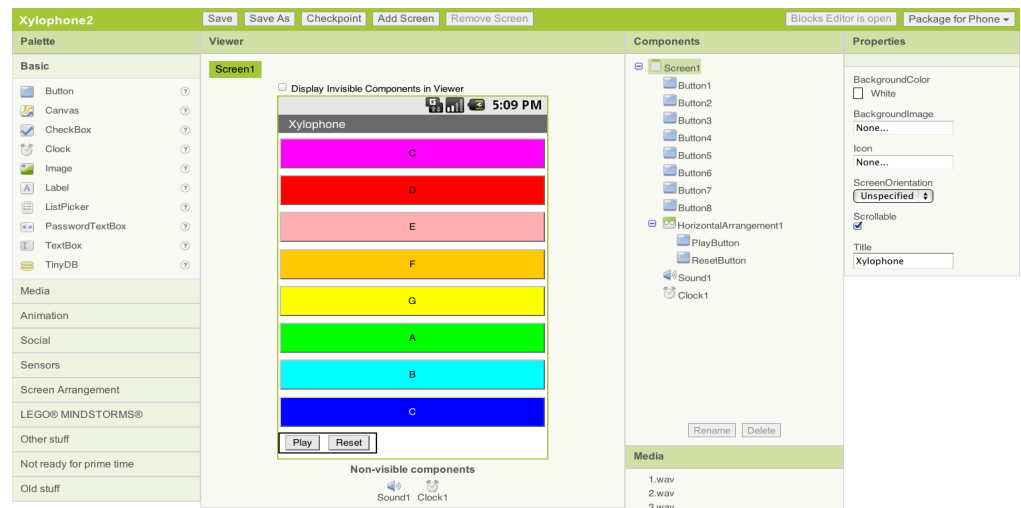 Xylophone2
Save Save As Checkpoint Add Screen Remove Screen
Blocks Editor is open Package for Phone
Palette
Basic
Button ?
Canvas ?
CheckBox ?
Clock ?
Image ?
A Label ?
ListPicker ?
PasswordTextBox ?
TextBox ?
TinyDB ?
Media
Animation
Social
Sensors
Screen Arrangement
LEGO® MINDSTORMS®
Other stuff
Not ready for prime time
Old stuff
Viewer
Screen1
Display Invisible Components in Viewer
5:09 PM
Xylophone
C
D
E
F
G
A
B
C
Play Reset
Non-visible components
Sound1 Clock1
Components
Screen1
Button1
Button2
Button3
Button4
Button5
Button6
Button7
Button8
HorizontalArrangement1
PlayButton
ResetButton
Sound1
Clock1
Rename Delete
Media
1.wav
2.wav
3.wav
Properties
BackgroundColor
White
BackgroundImage
None...
Icon
None...
ScreenOrientation
Unspecified
Scrollable
Title
Xylophone